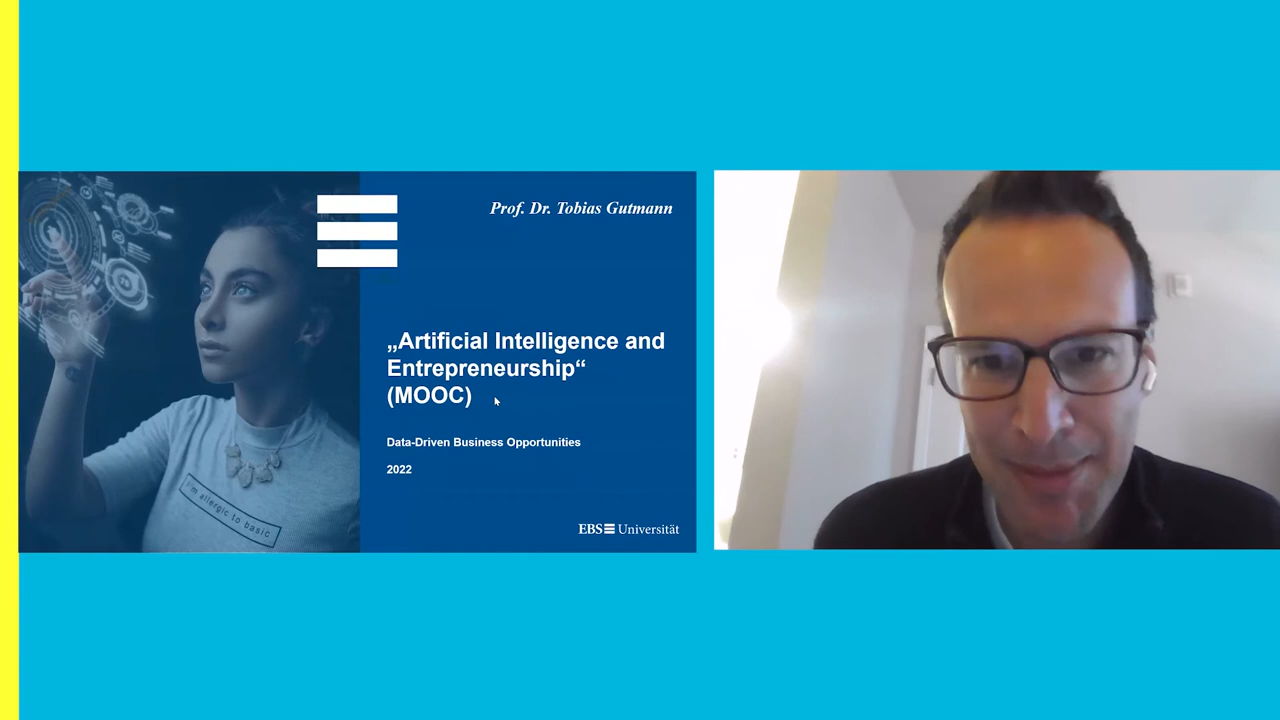 Prof. Dr. Tobias Gutmann
„Artificial Intelligence and
Entrepreneurship“
(MOOC)
Data-Driven Business Opportunities
2022
EBS Universität
I'm allergic to basic